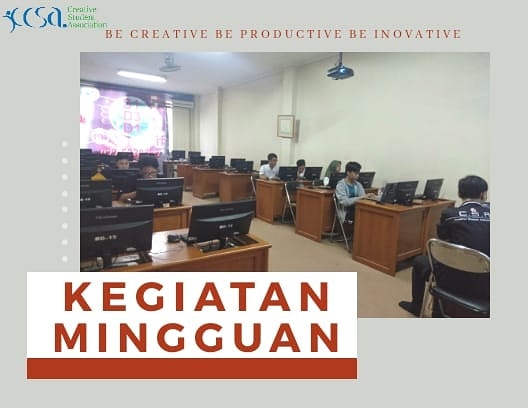 CSA.
Creative
Student
Association
BE CREATIVE BE PRODUCTIVE BE INOVATIVE
C.S.A
KEGIATAN
MINGGUAN